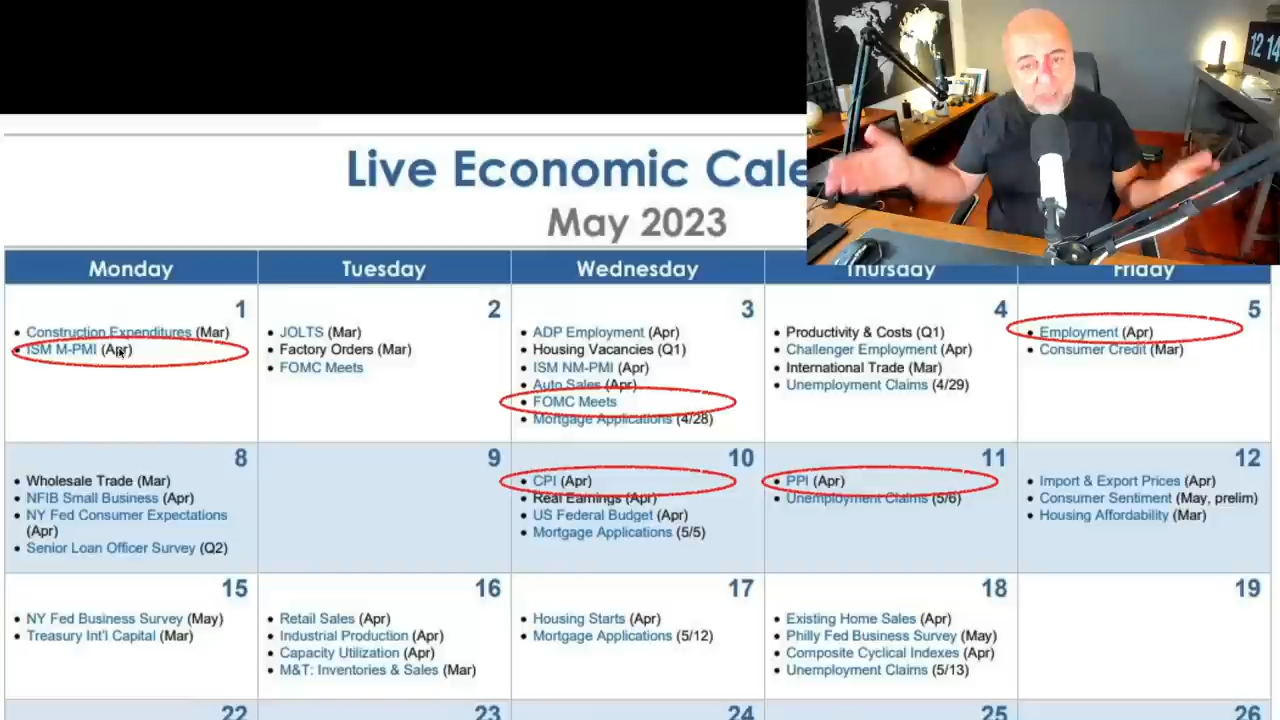 12 14
Live Economic Cale
May 2023
Monday
Tuesday
Wednesday
Thursday
Friday
1
• Construction Expenditures (Mar)
• ISM M-PMI (Apr)
2
• JOLTS (Mar)
• Factory Orders (Mar)
• FOMC Meets
3
• ADP Employment (Apr)
• Housing Vacancies (Q1)
• ISM NM-PMI (Apr)
• Auto Sales (Apr)
• FOMC Meets
• Mortgage Applications (4/28)
4
• Productivity & Costs (Q1)
• Challenger Employment (Apr)
• International Trade (Mar)
• Unemployment Claims (4/29)
5
• Employment (Apr)
• Consumer Credit (Mar)
8
• Wholesale Trade (Mar)
• NFIB Small Business (Apr)
• NY Fed Consumer Expectations
(Apr)
• Senior Loan Officer Survey (Q2)
9
10
• CPI (Apr)
• Real Earnings (Apr)
• US Federal Budget (Apr)
• Mortgage Applications (5/5)
11
• PPI (Apr)
• Unemployment Claims (5/6)
12
• Import & Export Prices (Apr)
• Consumer Sentiment (May, prelim)
• Housing Affordability (Mar)
15
• NY Fed Business Survey (May)
• Treasury Int'l Capital (Mar)
16
• Retail Sales (Apr)
• Industrial Production (Apr)
• Capacity Utilization (Apr)
• M&T: Inventories & Sales (Mar)
17
• Housing Starts (Apr)
• Mortgage Applications (5/12)
18
• Existing Home Sales (Apr)
• Philly Fed Business Survey (May)
• Composite Cyclical Indexes (Apr)
• Unemployment Claims (5/13)
19
22
23
24
25
26